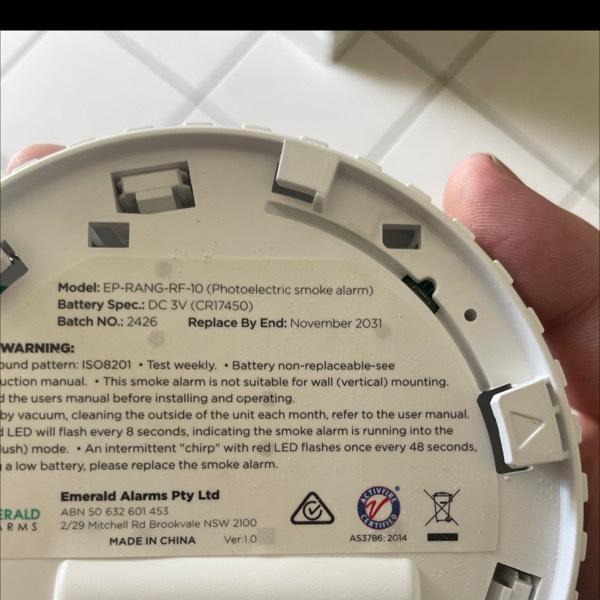 Model: EP-RANG-RF-10 (Photoelectric smoke alarm)
Battery Spec.: DC 3V (CR17450)
Batch NO.: 2426 Replace By End: November 2031
WARNING:
ound pattern: ISO8201 • Test weekly. • Battery non-replaceable-see
uction manual. • This smoke alarm is not suitable for wall (vertical) mounting.
d the users manual before installing and operating.
by vacuum, cleaning the outside of the unit each month, refer to the user manual.
d LED will flash every 8 seconds, indicating the smoke alarm is running into the
lush) mode. • An intermittent "chirp" with red LED flashes once every 48 seconds,
g a low battery, please replace the smoke alarm.
ERALD
ARMS
Emerald Alarms Pty Ltd
ABN 50 632 601 453
2/29 Mitchell Rd Brookvale NSW 2100
MADE IN CHINA Ver:1.0
ACTIVFIRE
CERTIFIED
AS3786: 2014